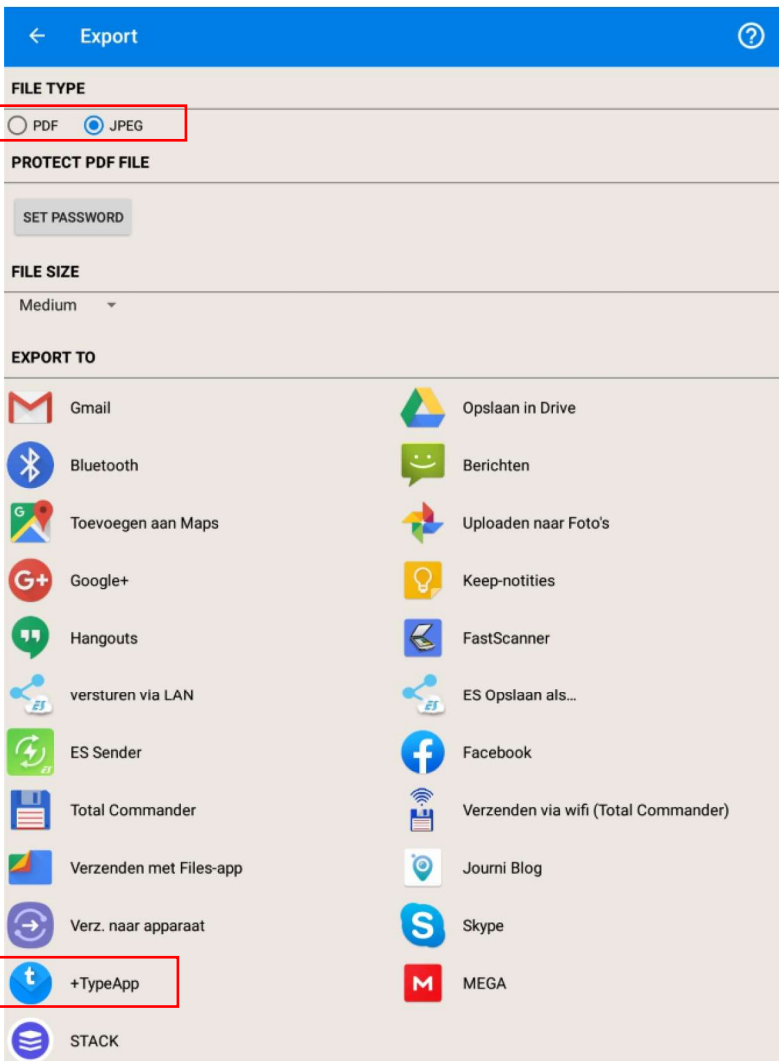 Export
FILE TYPE
PDF JPEG
PROTECT PDF FILE
SET PASSWORD
FILE SIZE
Medium
EXPORT TO
Gmail Opslaan in Drive
Bluetooth Berichten
G Toevoegen aan Maps Uploaden naar Foto's
G+ Google+ Keep-notities
Hangouts FastScanner
ES versturen via LAN ES ES Opslaan als...
ES ES Sender f Facebook
Total Commander Verzenden via wifi (Total Commander)
Verzenden met Files-app Journi Blog
Verz. naar apparaat S Skype
t +TypeApp M MEGA
STACK